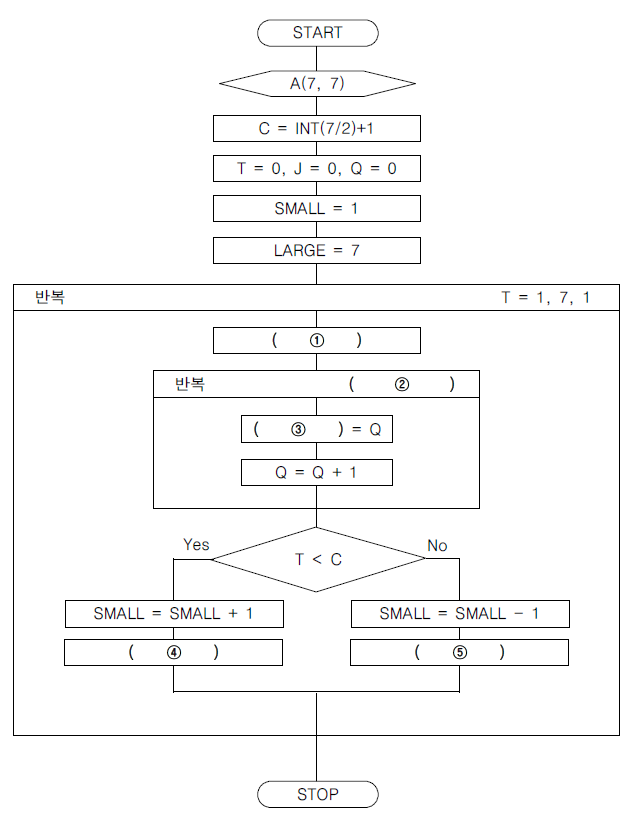 START
A(7, 7)
C = INT(7/2)+1
T = 0, J = 0, Q = 0
SMALL = 1
LARGE = 7
반복 T = 1, 7, 1
( ① )
반복 ( ② )
( ③ ) = Q
Q = Q + 1
T < C
Yes
No
SMALL = SMALL + 1
SMALL = SMALL - 1
( ④ )
( ⑤ )
STOP